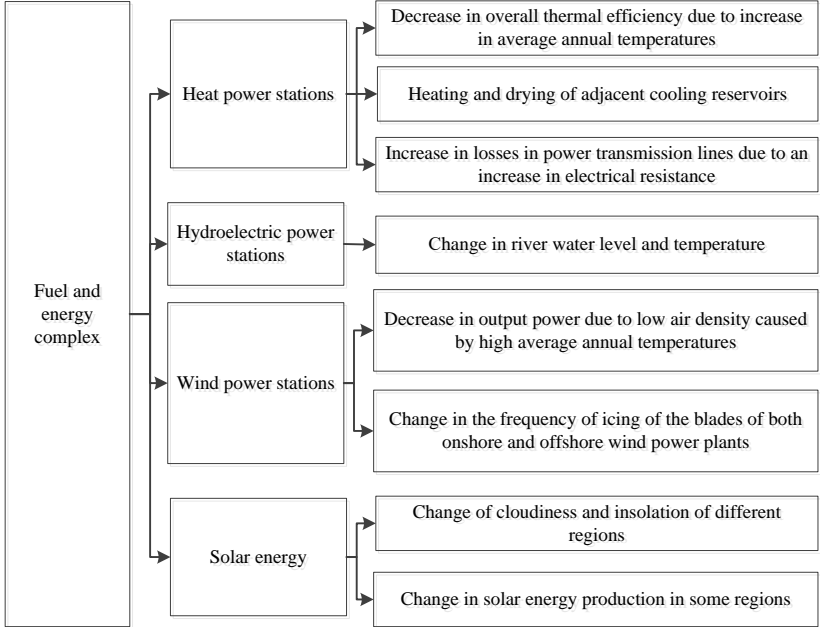 Fuel and
energy
complex
Heat power stations
Decrease in overall thermal efficiency due to increase
in average annual temperatures
Heating and drying of adjacent cooling reservoirs
Increase in losses in power transmission lines due to an
increase in electrical resistance
Hydroelectric power
stations
Change in river water level and temperature
Wind power stations
Decrease in output power due to low air density caused
by high average annual temperatures
Change in the frequency of icing of the blades of both
onshore and offshore wind power plants
Solar energy
Change of cloudiness and insolation of different
regions
Change in solar energy production in some regions